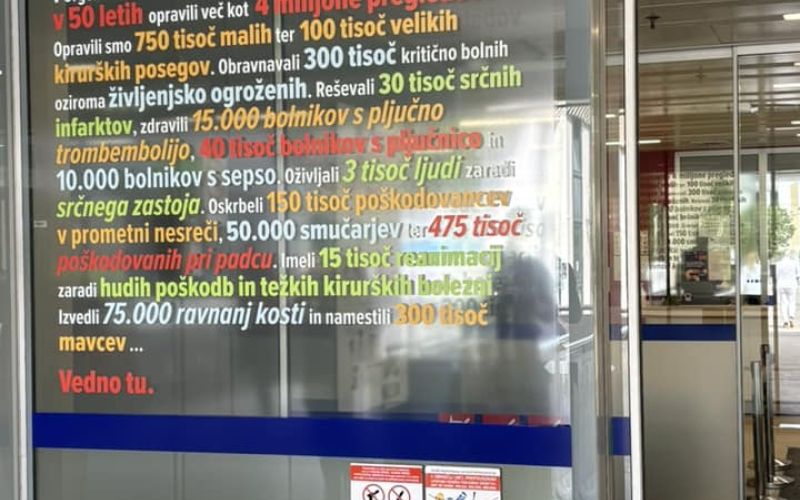 v 50 letih opravili več kot 4 milijone pregledov
Opravili smo 750 tisoč malih ter 100 tisoč velikih
kirurških posegov. Obravnavali 300 tisoč kritično bolnih
oziroma življenjsko ogroženih. Reševali 30 tisoč srčnih
infarktov, zdravili 15.000 bolnikov s pljučno
trombembolijo, 40 tisoč bolnikov s pljučnico in
10.000 bolnikov s sepso. Oživljali 3 tisoč ljudi zaradi
srčnega zastoja. Oskrbeli 150 tisoč poškodovancev
v prometni nesreči, 50.000 smučarjev ter 475 tisoč
poškodovanih pri padcu. Imeli 15 tisoč reanimacij
zaradi hudih poškodb in težkih kirurških bolezni.
Izvedli 75.000 ravnanj kosti in namestili 300 tisoč
mavcev ...
Vedno tu.